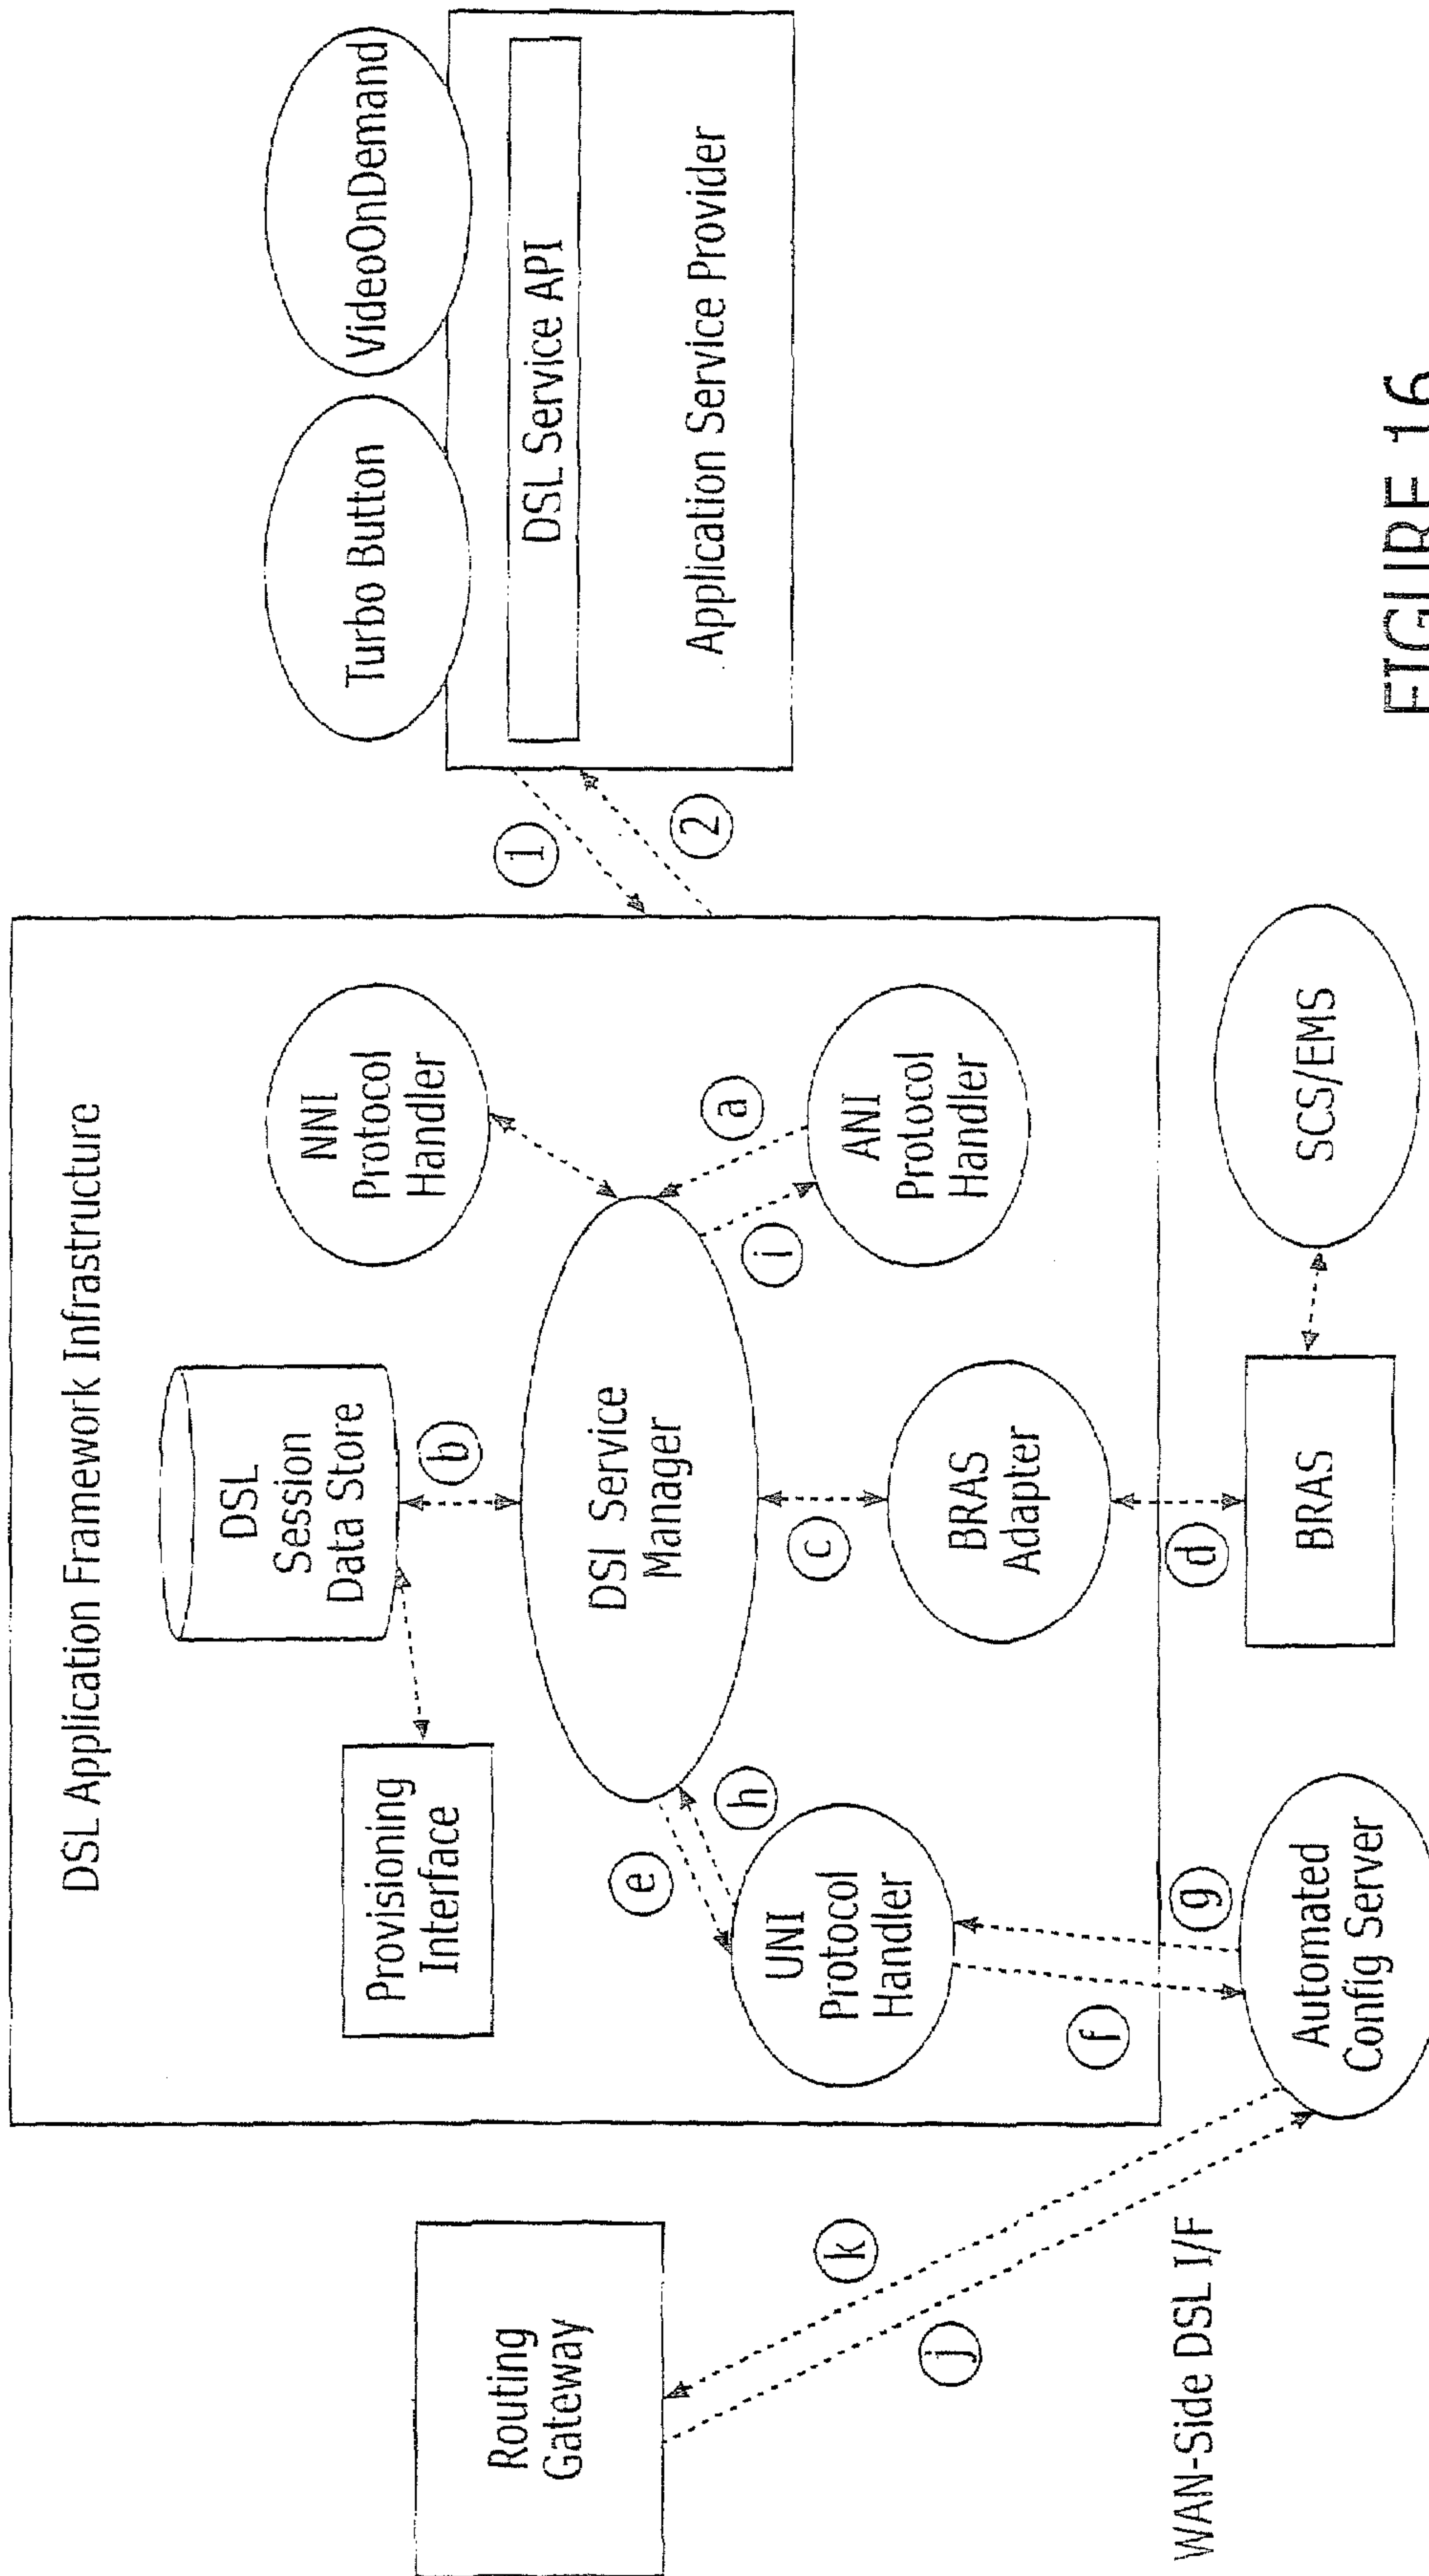 DSL Application Framework Infrastructure
Routing
Gateway
Provisioning
Interface
DSL
Session
Data Store
NNI
Protocol
Handler
Turbo Button
VideoOnDemand
DSL Service API
Application Service Provider
1
2
b
DSI Service
Manager
e
h
c
i
a
UNI
Protocol
Handler
BRAS
Adapter
ANI
Protocol
Handler
k
j
f
g
d
WAN-Side DSL I/F
Automated
Config Server
BRAS
SCS/EMS
FIGURE 16